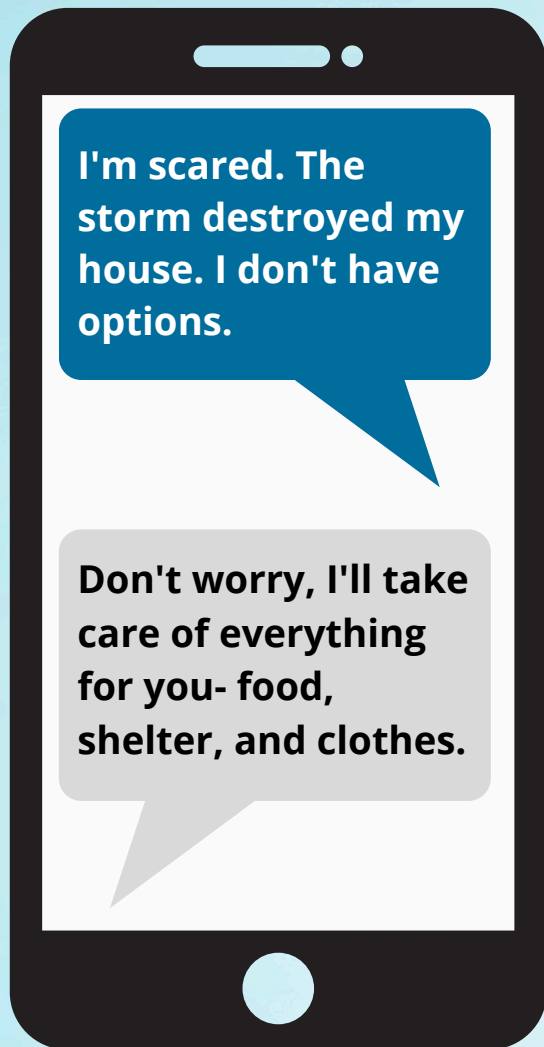 I'm scared. The
storm destroyed my
house. I don't have
options.
Don't worry, I'll take
care of everything
for you- food,
shelter, and clothes.